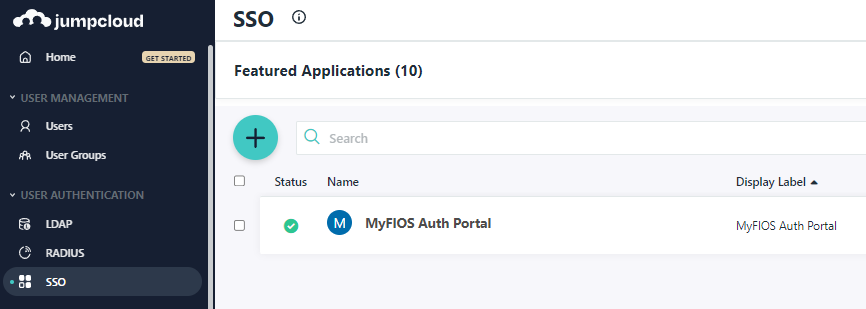 jumpcloud
SSO
Home GET STARTED
Featured Applications (10)
USER MANAGEMENT
Users
Search
User Groups
Status Name Display Label
USER AUTHENTICATION
LDAP
M MyFIOS Auth Portal MyFIOS Auth Portal
RADIUS
SSO